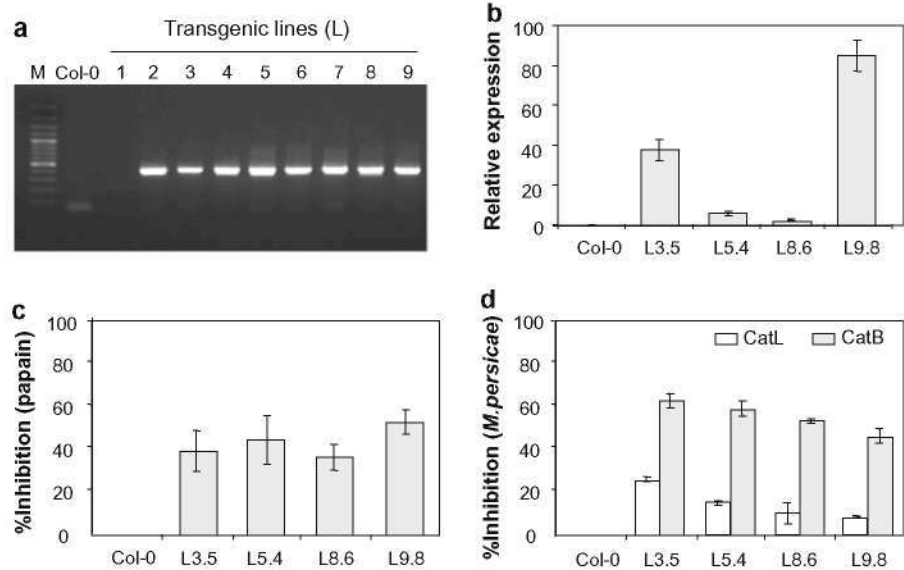 a
Transgenic lines (L)
M Col-0 1 2 3 4 5 6 7 8 9
b
Relative expression
100
80
60
40
20
0
Col-0 L3.5 L5.4 L8.6 L9.8
c
%Inhibition (papain)
100
80
60
40
20
0
Col-0 L3.5 L5.4 L8.6 L9.8
d
%Inhibition (M.persicae)
100
80
60
40
20
0
CatL CatB
Col-0 L3.5 L5.4 L8.6 L9.8